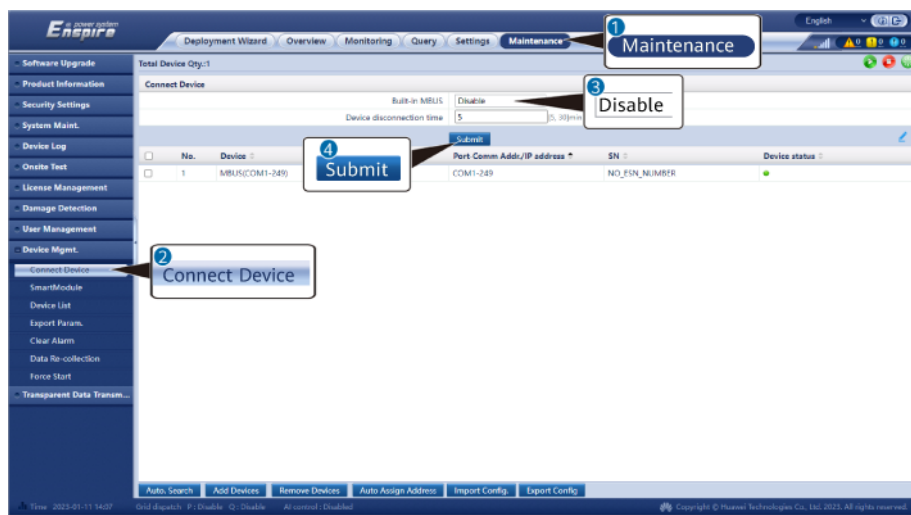 e power system
Enspire
English
Deployment Wizard Overview Monitoring Query Settings Maintenance
1 Maintenance
Software Upgrade
Product Information
Security Settings
System Maint.
Device Log
Onsite Test
License Management
Damage Detection
User Management
Device Mgmt.
Connect Device
SmartModule
Device List
Export Param.
Clear Alarm
Data Re-collection
Force Start
Transparent Data Transm...
Total Device Qty.:1
Connect Device
Built-in MBUS Disable
3 Disable
Device disconnection time 5 [5, 30]min
Submit
4 Submit
No. Device Port-Comm Addr./IP address SN Device status
1 MBUS(COM1-249) COM1-249 NO_ESN_NUMBER
2 Connect Device
Auto. Search Add Devices Remove Devices Auto Assign Address Import Config. Export Config
Time 2023-01-11 14:07 Grid dispatch P : Disable Q : Disable AI control : Disabled Copyright © Huawei Technologies Co., Ltd. 2023. All rights reserved.